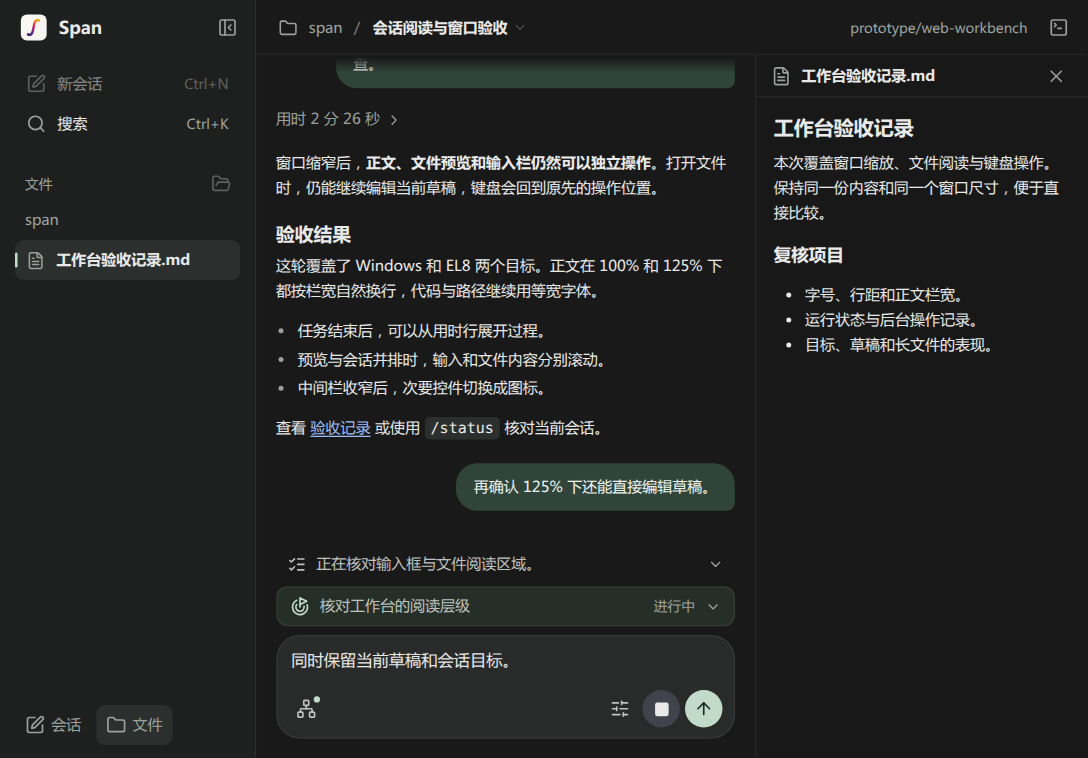 Span
新会话 Ctrl+N
搜索 Ctrl+K
文件
span
工作台验收记录.md
会话
文件
span / 会话阅读与窗口验收
prototype/web-workbench
查。
用时 2 分 26 秒
窗口缩窄后，正文、文件预览和输入栏仍然可以独立操作。打开文件
时，仍能继续编辑当前草稿，键盘会回到原先的操作位置。
验收结果
这轮覆盖了 Windows 和 EL8 两个目标。正文在 100% 和 125% 下
都按栏宽自然换行，代码与路径继续用等宽字体。
任务结束后，可以从用时行展开过程。
预览与会话并排时，输入和文件内容分别滚动。
中间栏收窄后，次要控件切换成图标。
查看 验收记录 或使用 /status 核对当前会话。
再确认 125% 下还能直接编辑草稿。
正在核对输入框与文件阅读区域。
核对工作台的阅读层级 进行中
同时保留当前草稿和会话目标。
工作台验收记录.md
工作台验收记录
本次覆盖窗口缩放、文件阅读与键盘操作。
保持同一份内容和同一个窗口尺寸，便于直
接比较。
复核项目
字号、行距和正文栏宽。
运行状态与后台操作记录。
目标、草稿和长文件的表现。